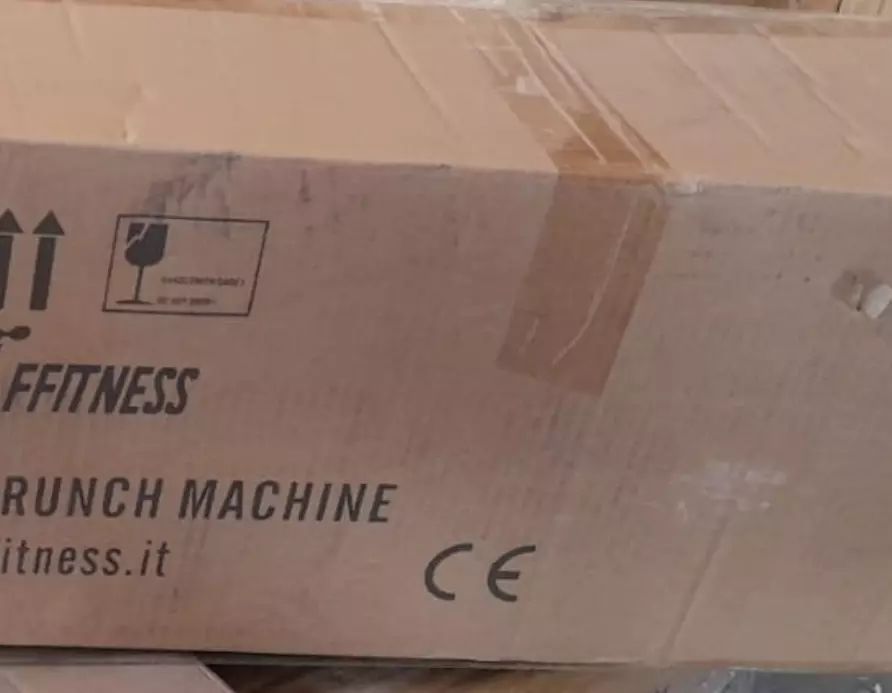 FFITNESS
RUNCH MACHINE
itness.it
CE